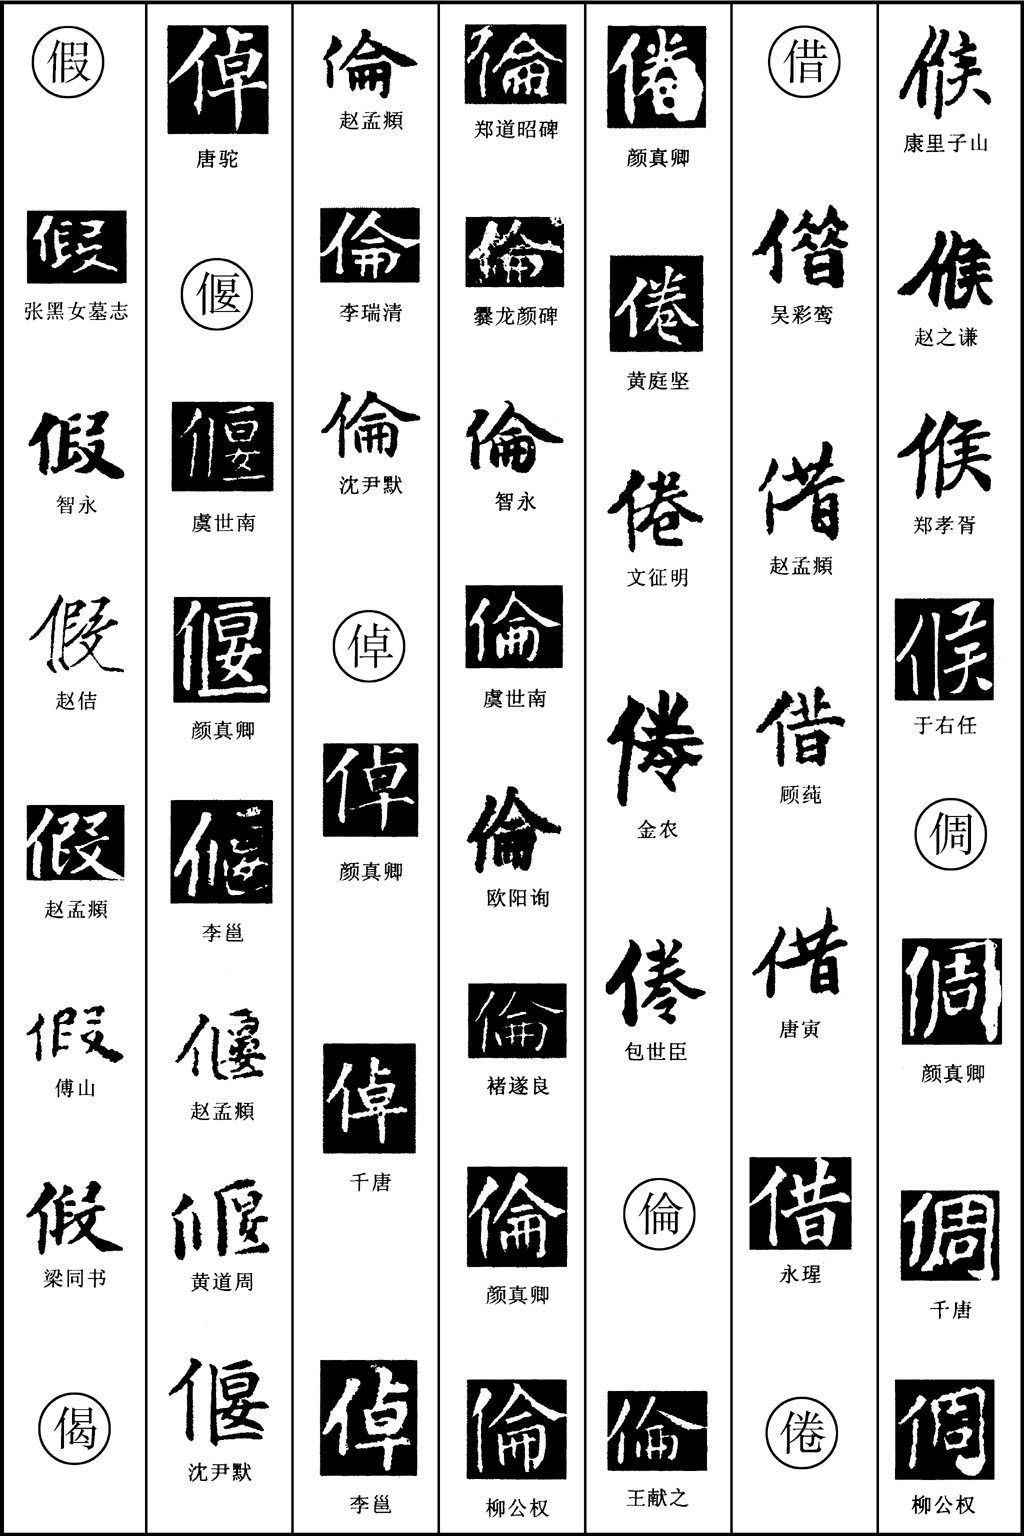 候
康里子山
候
赵之谦
候
郑孝胥
候
于右任
倜
倜
颜真卿
倜
千唐
倜
柳公权
借
僭
吴彩鸾
借
赵孟頫
借
顾莼
借
唐寅
借
永瑆
倦
倦
颜真卿
倦
黄庭坚
倦
文征明
倦
金农
倦
包世臣
倫
倫
王献之
倫
郑道昭碑
倫
爨龙颜碑
倫
智永
倫
虞世南
倫
欧阳询
倫
褚遂良
倫
颜真卿
倫
柳公权
倫
赵孟頫
倫
李瑞清
倫
沈尹默
倬
倬
颜真卿
倬
千唐
倬
李邕
倬
唐驼
偃
偃
虞世南
偃
颜真卿
偃
李邕
偃
赵孟頫
偃
黄道周
偃
沈尹默
假
假
张黑女墓志
假
智永
假
赵佶
假
赵孟頫
假
傅山
假
梁同书
偈